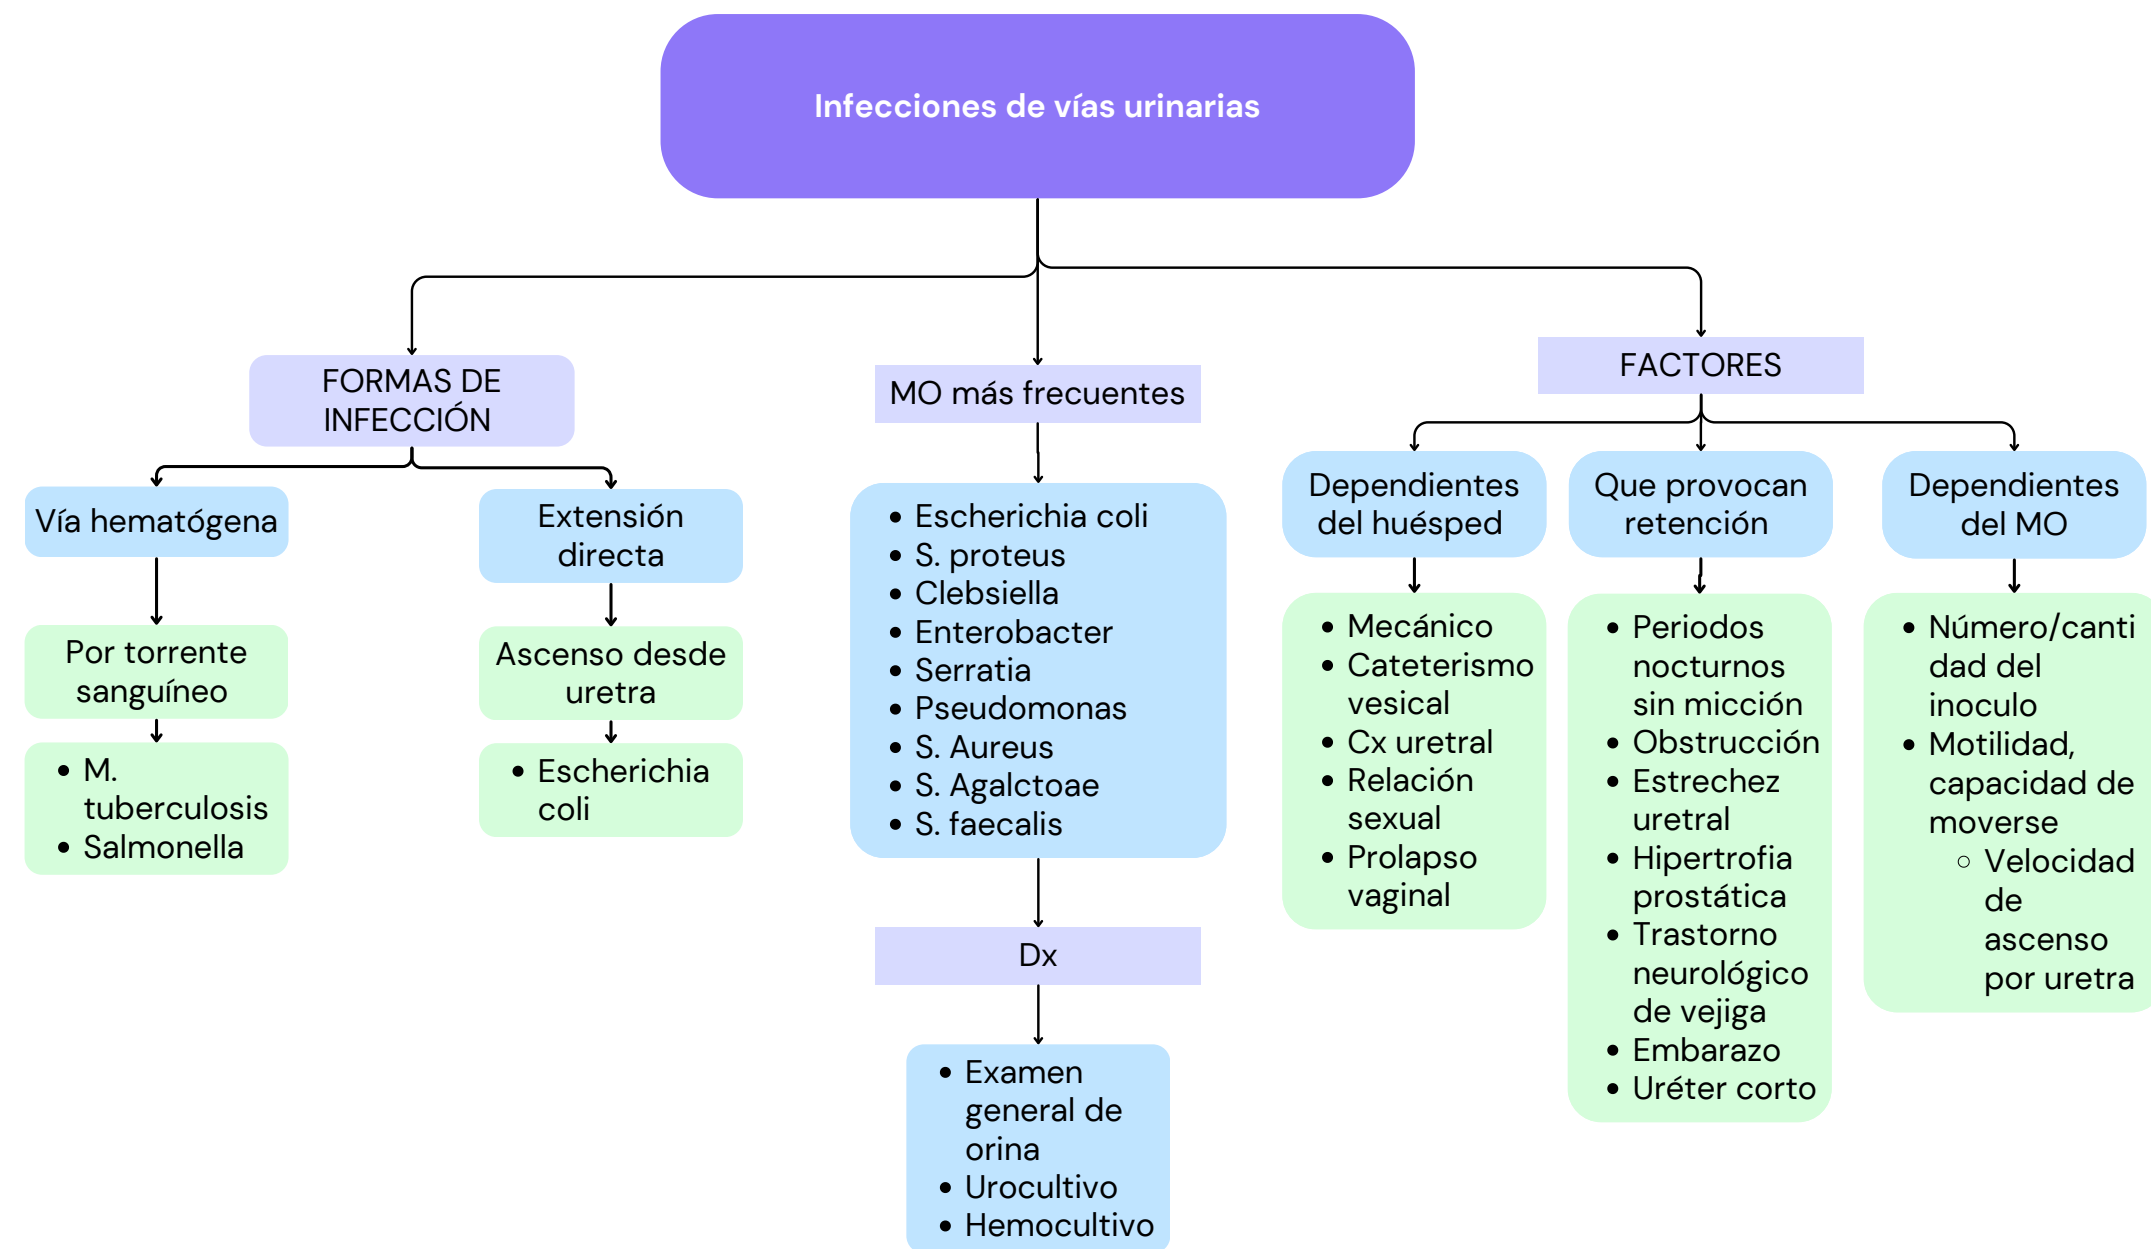 Infecciones de vías urinarias
FORMAS DE
INFECCIÓN
Vía hematógena
Por torrente
sanguíneo
• M.
tuberculosis
• Salmonella
Extensión
directa
Ascenso desde
uretra
• Escherichia
coli
MO más frecuentes
• Escherichia coli
• S. proteus
• Clebsiella
• Enterobacter
• Serratia
• Pseudomonas
• S. Aureus
• S. Agalctoae
• S. faecalis
Dx
• Examen
general de
orina
• Urocultivo
• Hemocultivo
FACTORES
Dependientes
del huésped
• Mecánico
• Cateterismo
vesical
• Cx uretral
• Relación
sexual
• Prolapso
vaginal
Que provocan
retención
• Periodos
nocturnos
sin micción
• Obstrucción
• Estrechez
uretral
• Hipertrofia
prostática
• Trastorno
neurológico
de vejiga
• Embarazo
• Uréter corto
Dependientes
del MO
• Número/canti
dad del
inoculo
• Motilidad,
capacidad de
moverse
◦ Velocidad
de
ascenso
por uretra